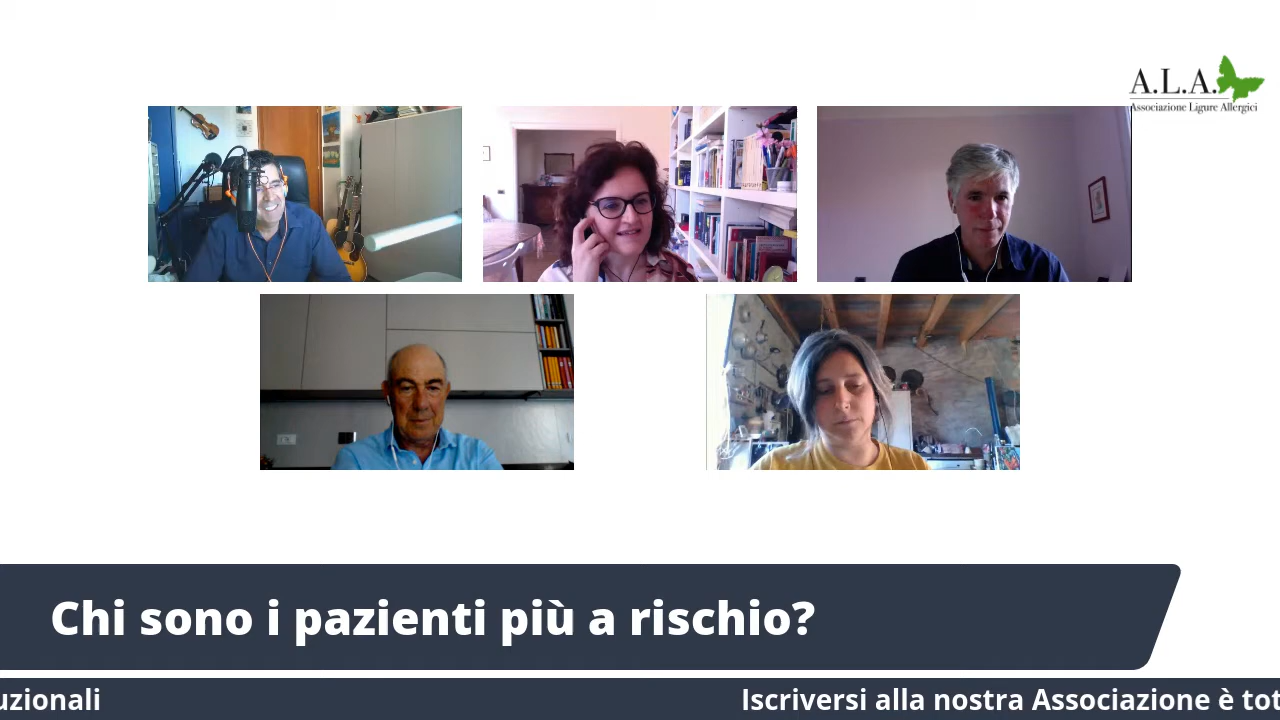 A.L.A.
Associazione Ligure Allergici
Chi sono i pazienti più a rischio?
uzionali
Iscriversi alla nostra Associazione è tot